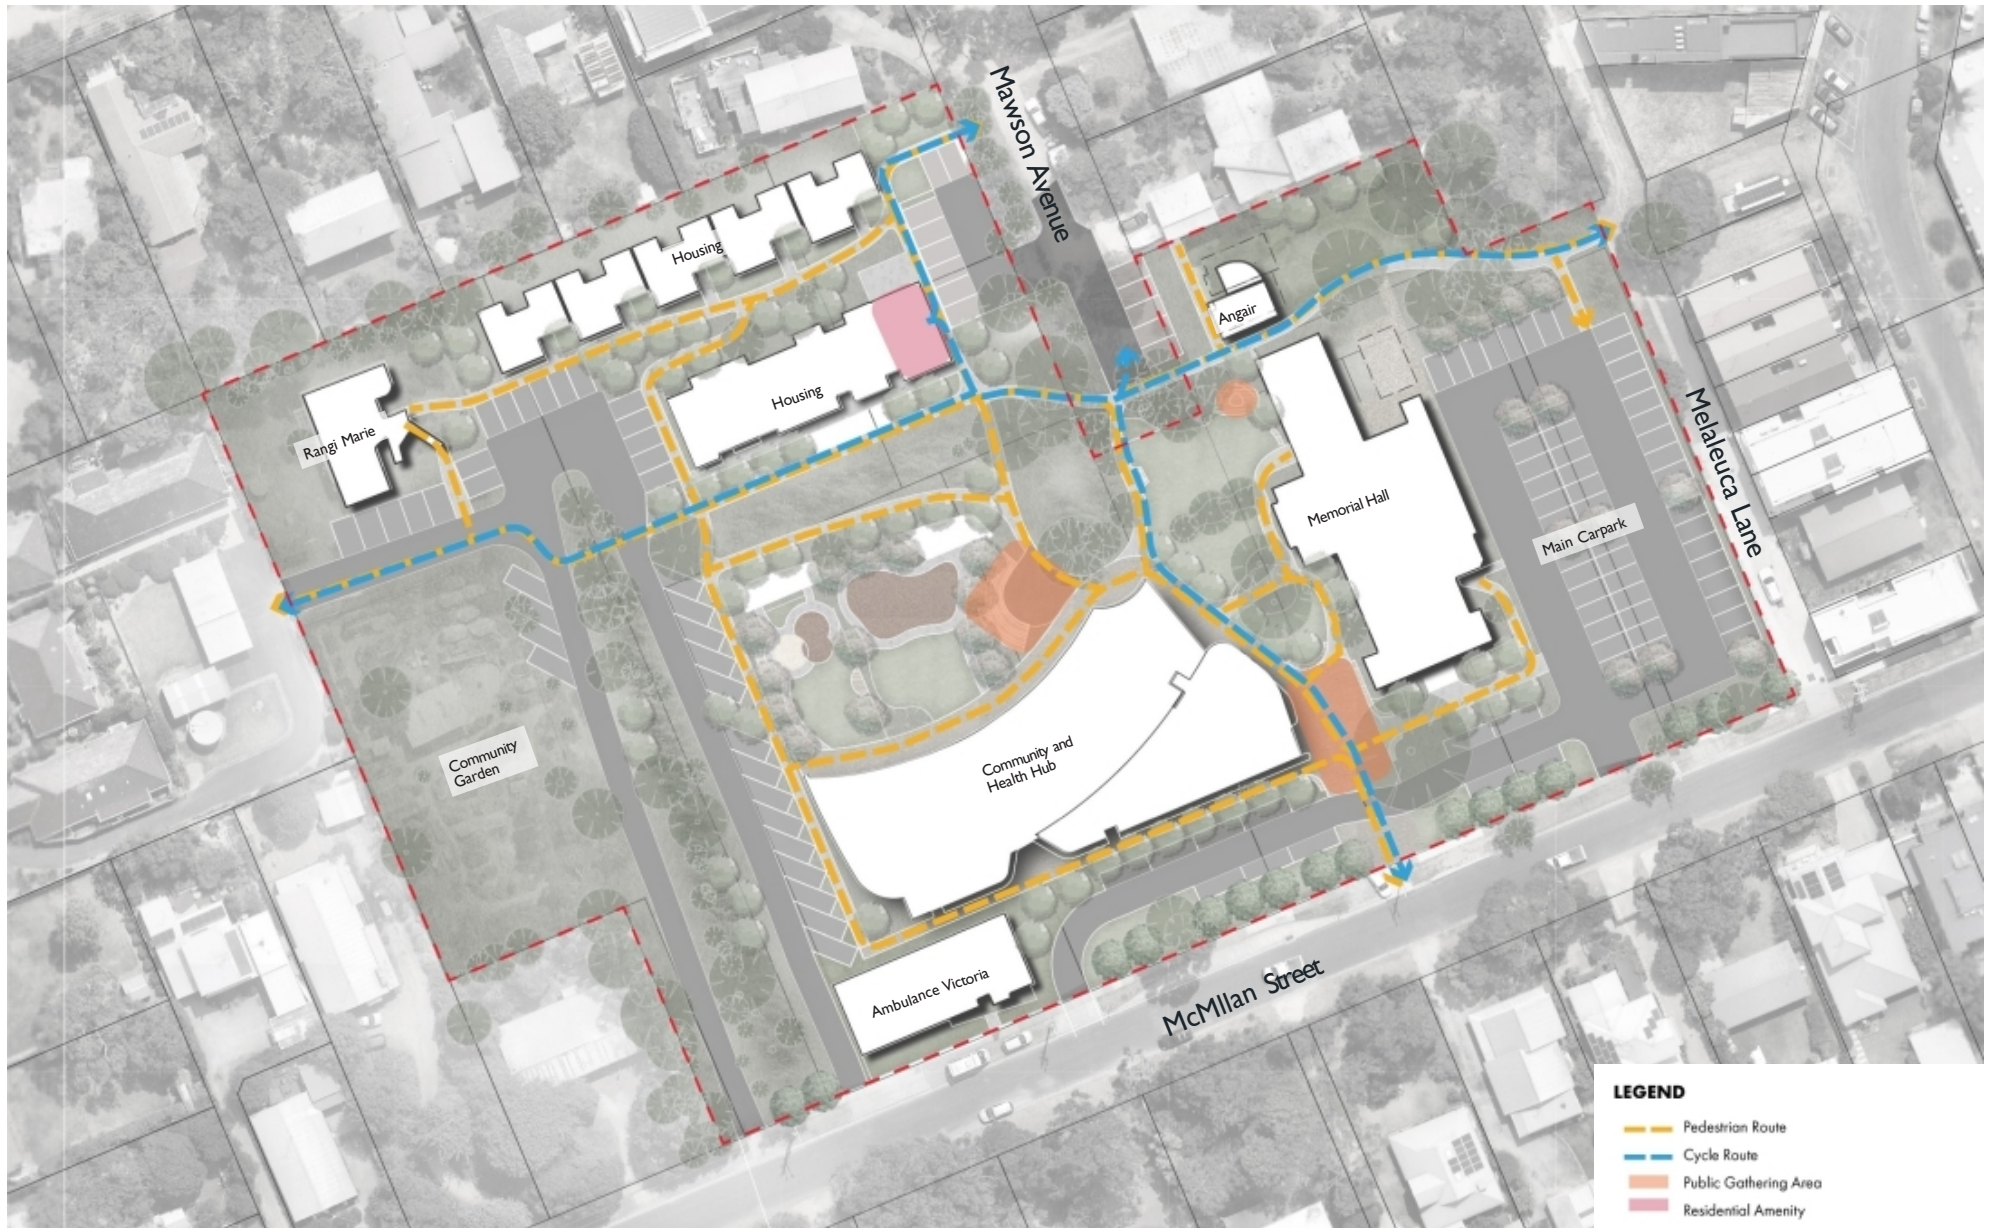 Mawson Avenue
Housing
Angair
Housing
Rangi Marie
Melaleuca Lane
Memorial Hall
Main Carpark
Community
Garden
Community and
Health Hub
Ambulance Victoria
McMIlan Street
LEGEND
Pedestrian Route
Cycle Route
Public Gathering Area
Residential Amenity